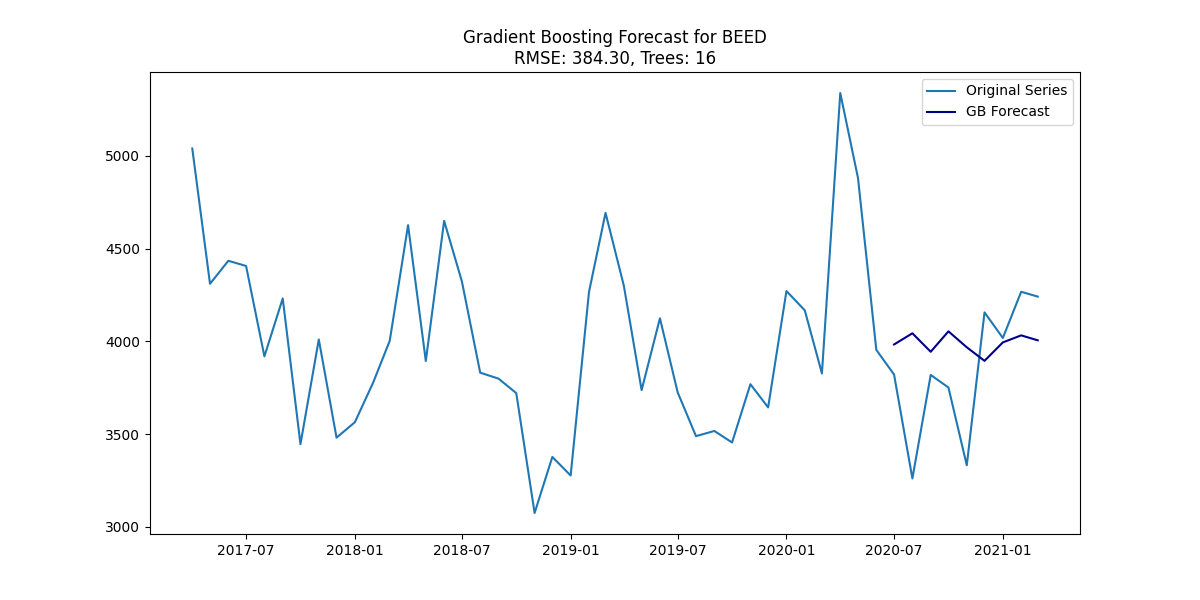 Gradient Boosting Forecast for BEED
RMSE: 384.30, Trees: 16
Original Series
GB Forecast
5000
4500
4000
3500
3000
2017-07 2018-01 2018-07 2019-01 2019-07 2020-01 2020-07 2021-01